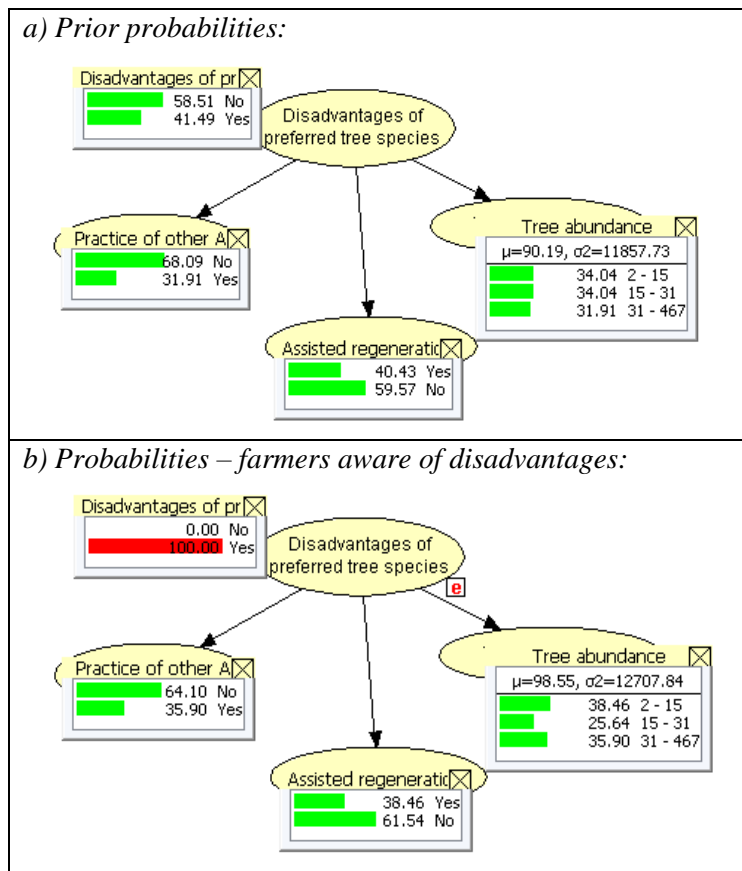 a) Prior probabilities:
Disadvantages of pr
58.51 No
41.49 Yes
Disadvantages of
preferred tree species
Practice of other A
68.09 No
31.91 Yes
Tree abundance
μ=90.19, σ2=11857.73
34.04 2 - 15
34.04 15 - 31
31.91 31 - 467
Assisted regeneratic
40.43 Yes
59.57 No
b) Probabilities – farmers aware of disadvantages:
Disadvantages of pr
0.00 No
100.00 Yes
Disadvantages of
preferred tree species
e
Practice of other A
64.10 No
35.90 Yes
Tree abundance
μ=98.55, σ2=12707.84
38.46 2 - 15
25.64 15 - 31
35.90 31 - 467
Assisted regeneratic
38.46 Yes
61.54 No